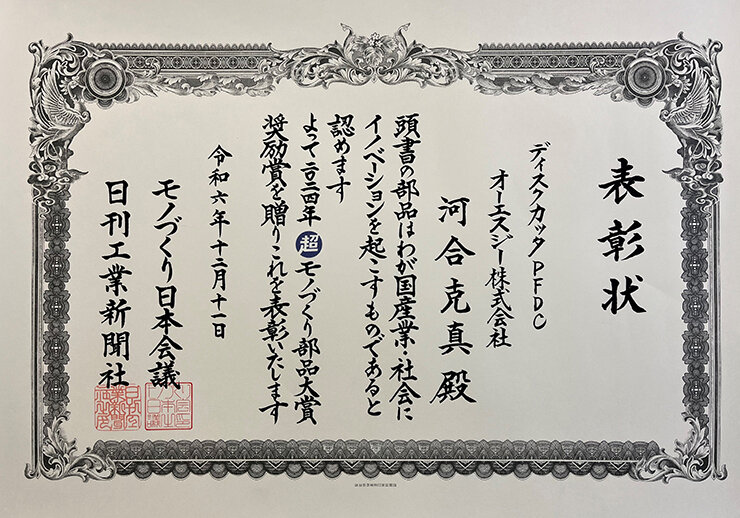 表彰状
ディスクカッタPFDC
オーエスジー株式会社
河合克真殿
頭書の部品はわが国産業・社会に
イノベーションを起こすものであると
認めます
よって二〇二四年超モノづくり部品大賞
奨励賞を贈りこれを表彰いたします
令和六年十二月十一日
モノづくり日本会議
日刊工業新聞社